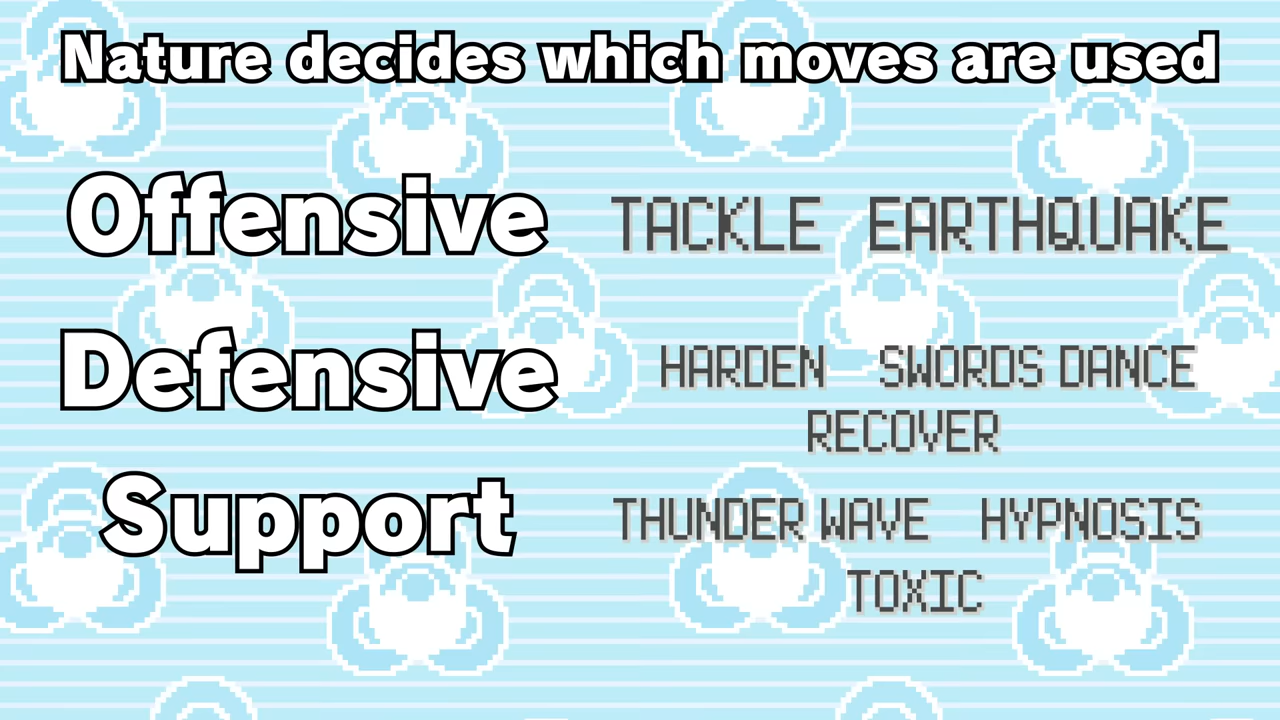 Nature decides which moves are used
Offensive TACKLE EARTHQUAKE
Defensive HARDEN SWORDS DANCE
RECOVER
Support THUNDER WAVE HYPNOSIS
TOXIC